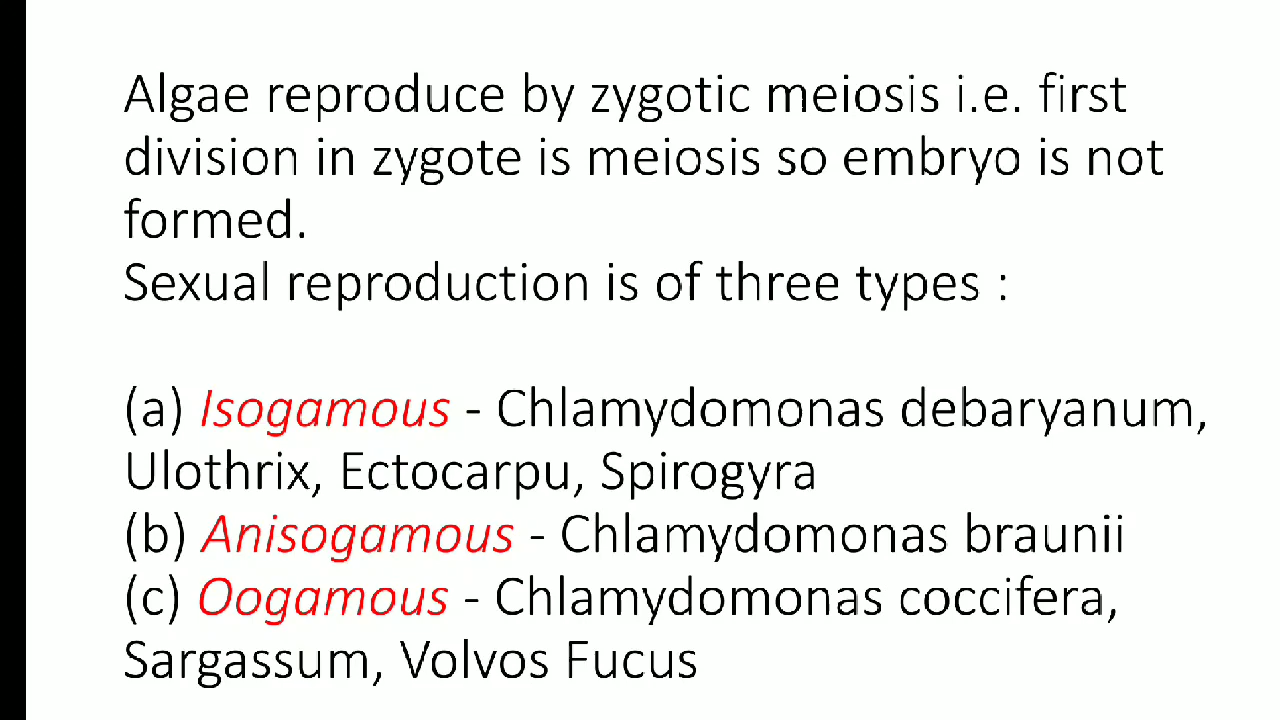 Algae reproduce by zygotic meiosis i.e. first
division in zygote is meiosis so embryo is not
formed.
Sexual reproduction is of three types :
(a) Isogamous - Chlamydomonas debaryanum,
Ulothrix, Ectocarpu, Spirogyra
(b) Anisogamous - Chlamydomonas braunii
(c) Oogamous - Chlamydomonas coccifera,
Sargassum, Volvos Fucus